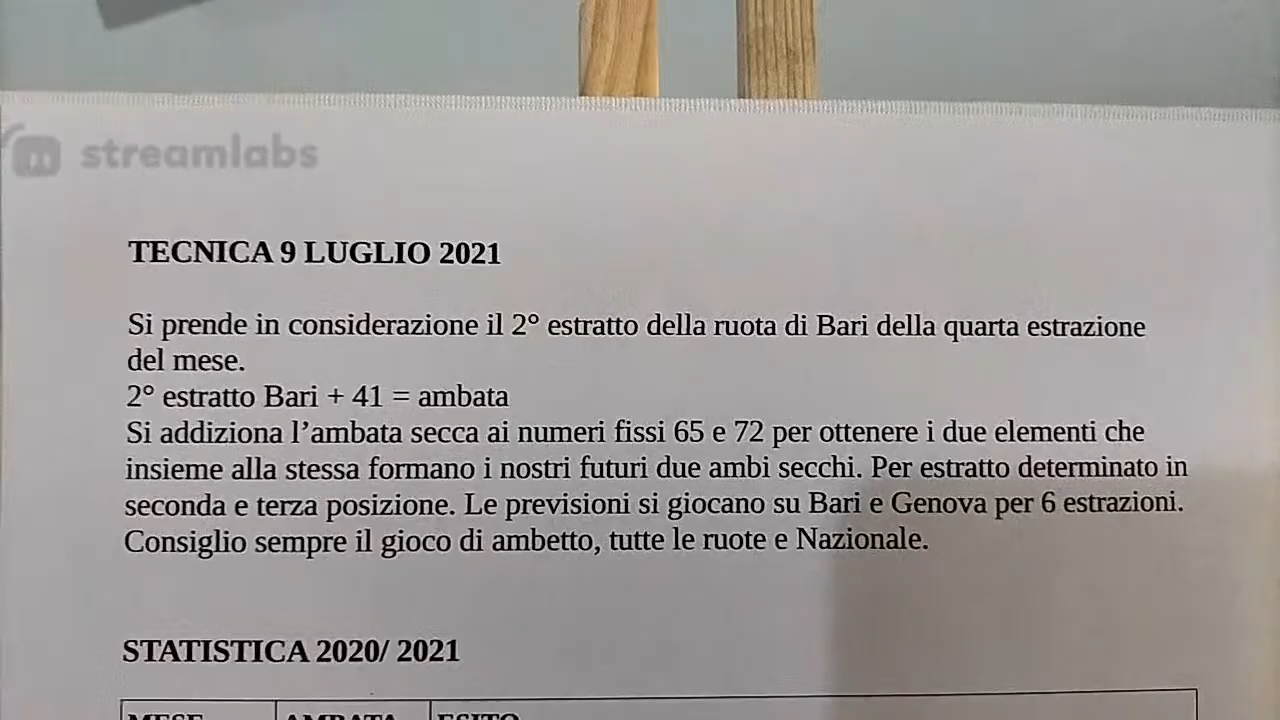 streamlabs
TECNICA 9 LUGLIO 2021
Si prende in considerazione il 2° estratto della ruota di Bari della quarta estrazione
del mese.
2° estratto Bari + 41 = ambata
Si addiziona l’ambata secca ai numeri fissi 65 e 72 per ottenere i due elementi che
insieme alla stessa formano i nostri futuri due ambi secchi. Per estratto determinato in
seconda e terza posizione. Le previsioni si giocano su Bari e Genova per 6 estrazioni.
Consiglio sempre il gioco di ambetto, tutte le ruote e Nazionale.
STATISTICA 2020/ 2021
MESE AMBATA ESITO